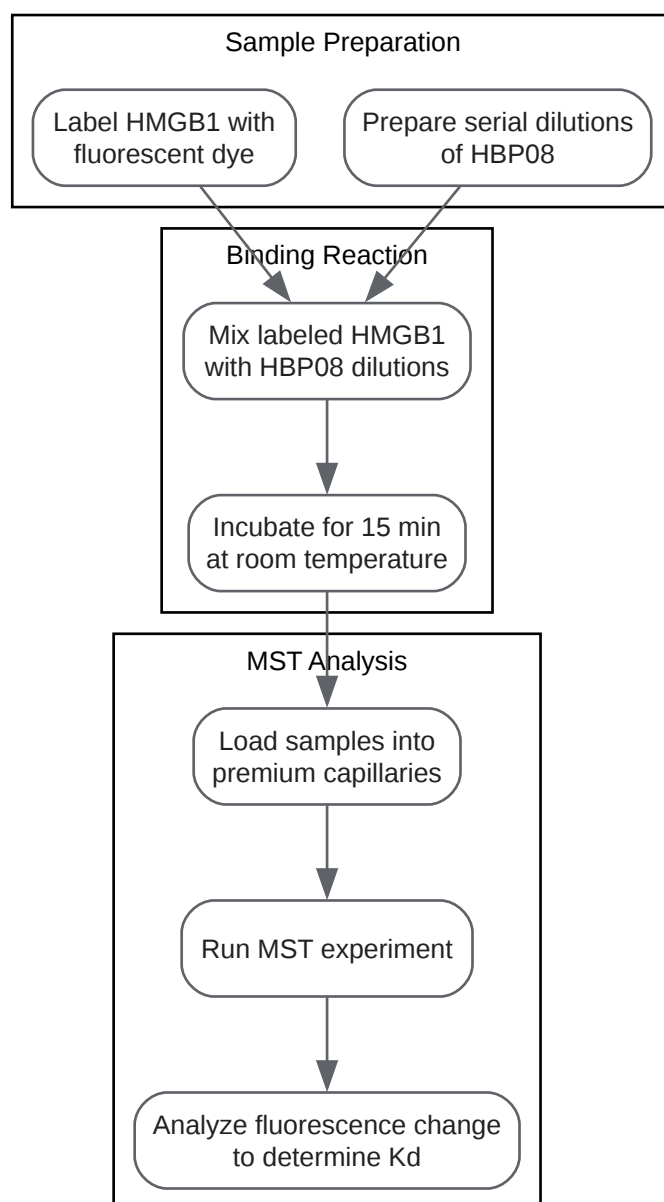 Sample Preparation
Label HMGB1 with
fluorescent dye
Prepare serial dilutions
of HBP08
Binding Reaction
Mix labeled HMGB1
with HBP08 dilutions
Incubate for 15 min
at room temperature
MST Analysis
Load samples into
premium capillaries
Run MST experiment
Analyze fluorescence change
to determine Kd